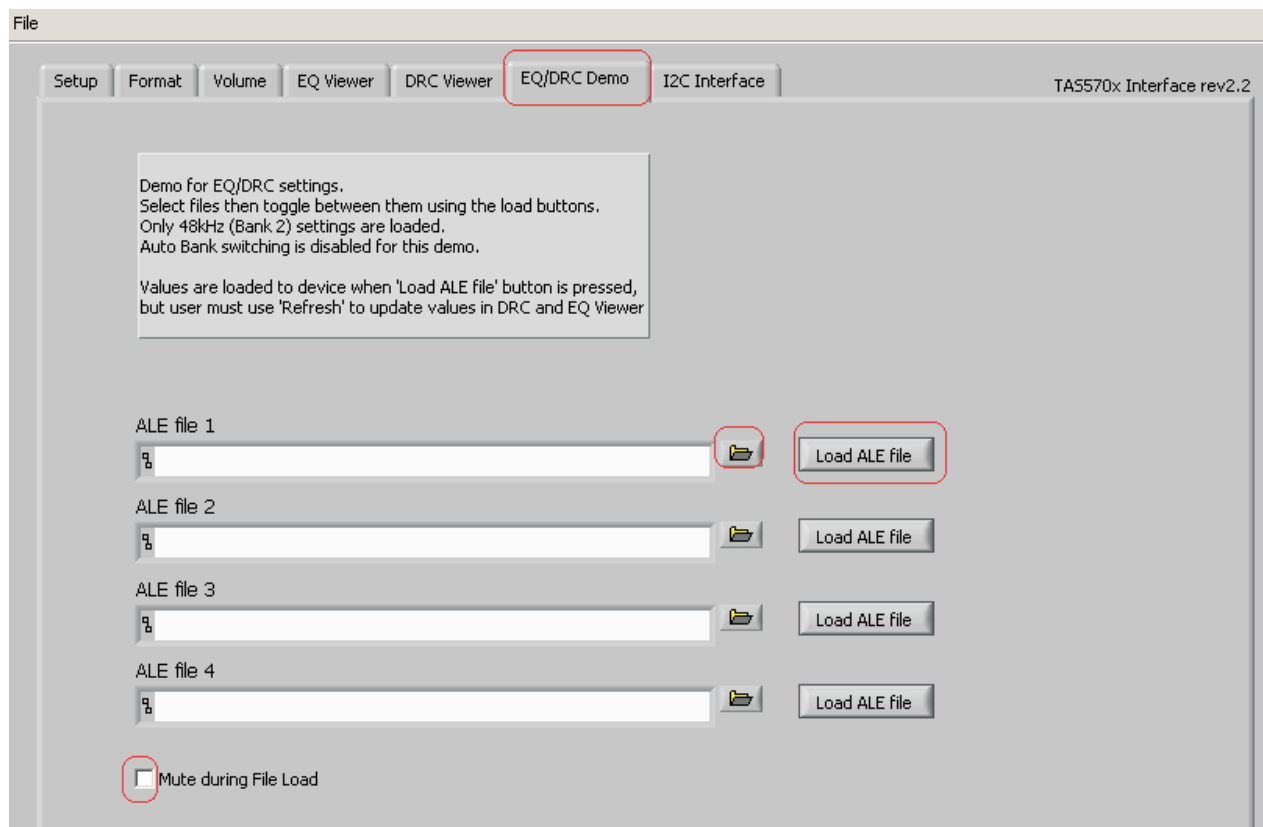 File
Setup Format Volume EQ Viewer DRC Viewer EQ/DRC Demo I2C Interface
TAS570x Interface rev2.2
Demo for EQ/DRC settings.
Select files then toggle between them using the load buttons.
Only 48kHz (Bank 2) settings are loaded.
Auto Bank switching is disabled for this demo.
Values are loaded to device when 'Load ALE file' button is pressed,
but user must use 'Refresh' to update values in DRC and EQ Viewer
ALE file 1
Load ALE file
ALE file 2
Load ALE file
ALE file 3
Load ALE file
ALE file 4
Load ALE file
Mute during File Load